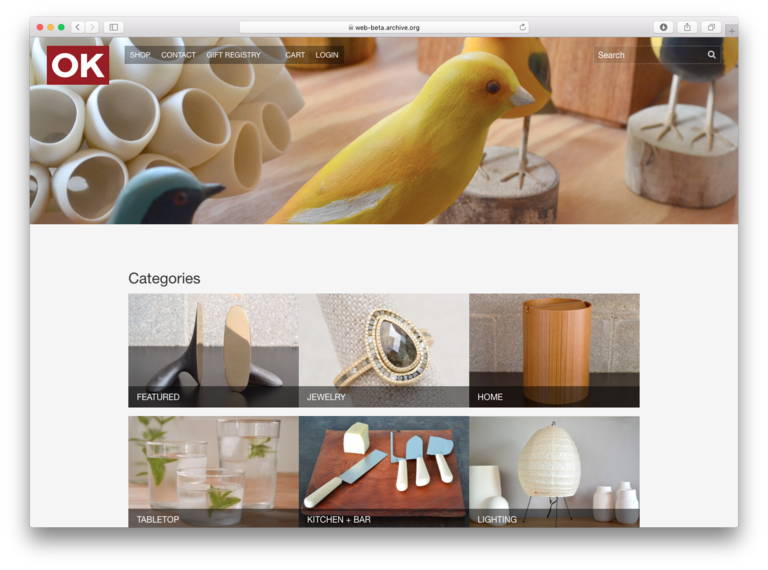 web-beta.archive.org
OK
SHOP CONTACT GIFT REGISTRY CART LOGIN
Search
Categories
FEATURED
JEWELRY
HOME
TABLETOP
KITCHEN + BAR
LIGHTING